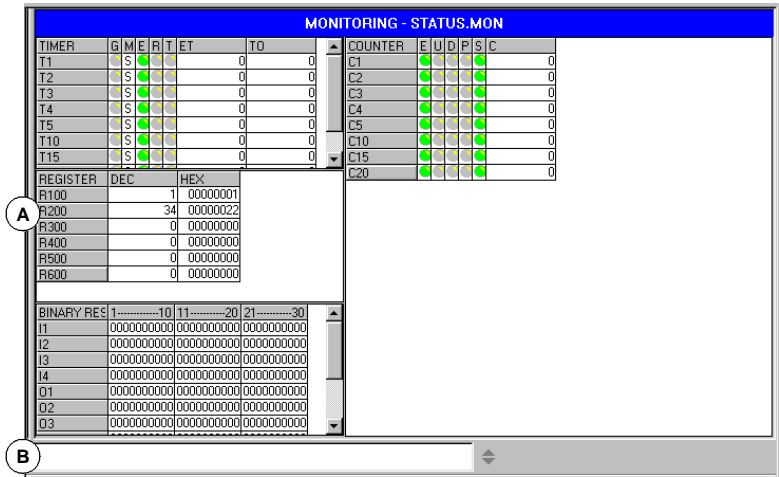 MONITORING - STATUS.MON
TIMER G M E R T ET TO
T1 S 0 0
T2 S 0 0
T3 S 0 0
T4 S 0 0
T5 S 0 0
T10 S 0 0
T15 S 0 0
COUNTER E U D P S C
C1 0
C2 0
C3 0
C4 0
C5 0
C10 0
C15 0
C20 0
REGISTER DEC HEX
R100 1 00000001
A
R200 34 00000022
R300 0 00000000
R400 0 00000000
R500 0 00000000
R600 0 00000000
BINARY RES 1------------10 11----------20 21----------30
I1 0000000000 0000000000 0000000000
I2 0000000000 0000000000 0000000000
I3 0000000000 0000000000 0000000000
I4 0000000000 0000000000 0000000000
O1 0000000000 0000000000 0000000000
O2 0000000000 0000000000 0000000000
O3 0000000000 0000000000 0000000000
B